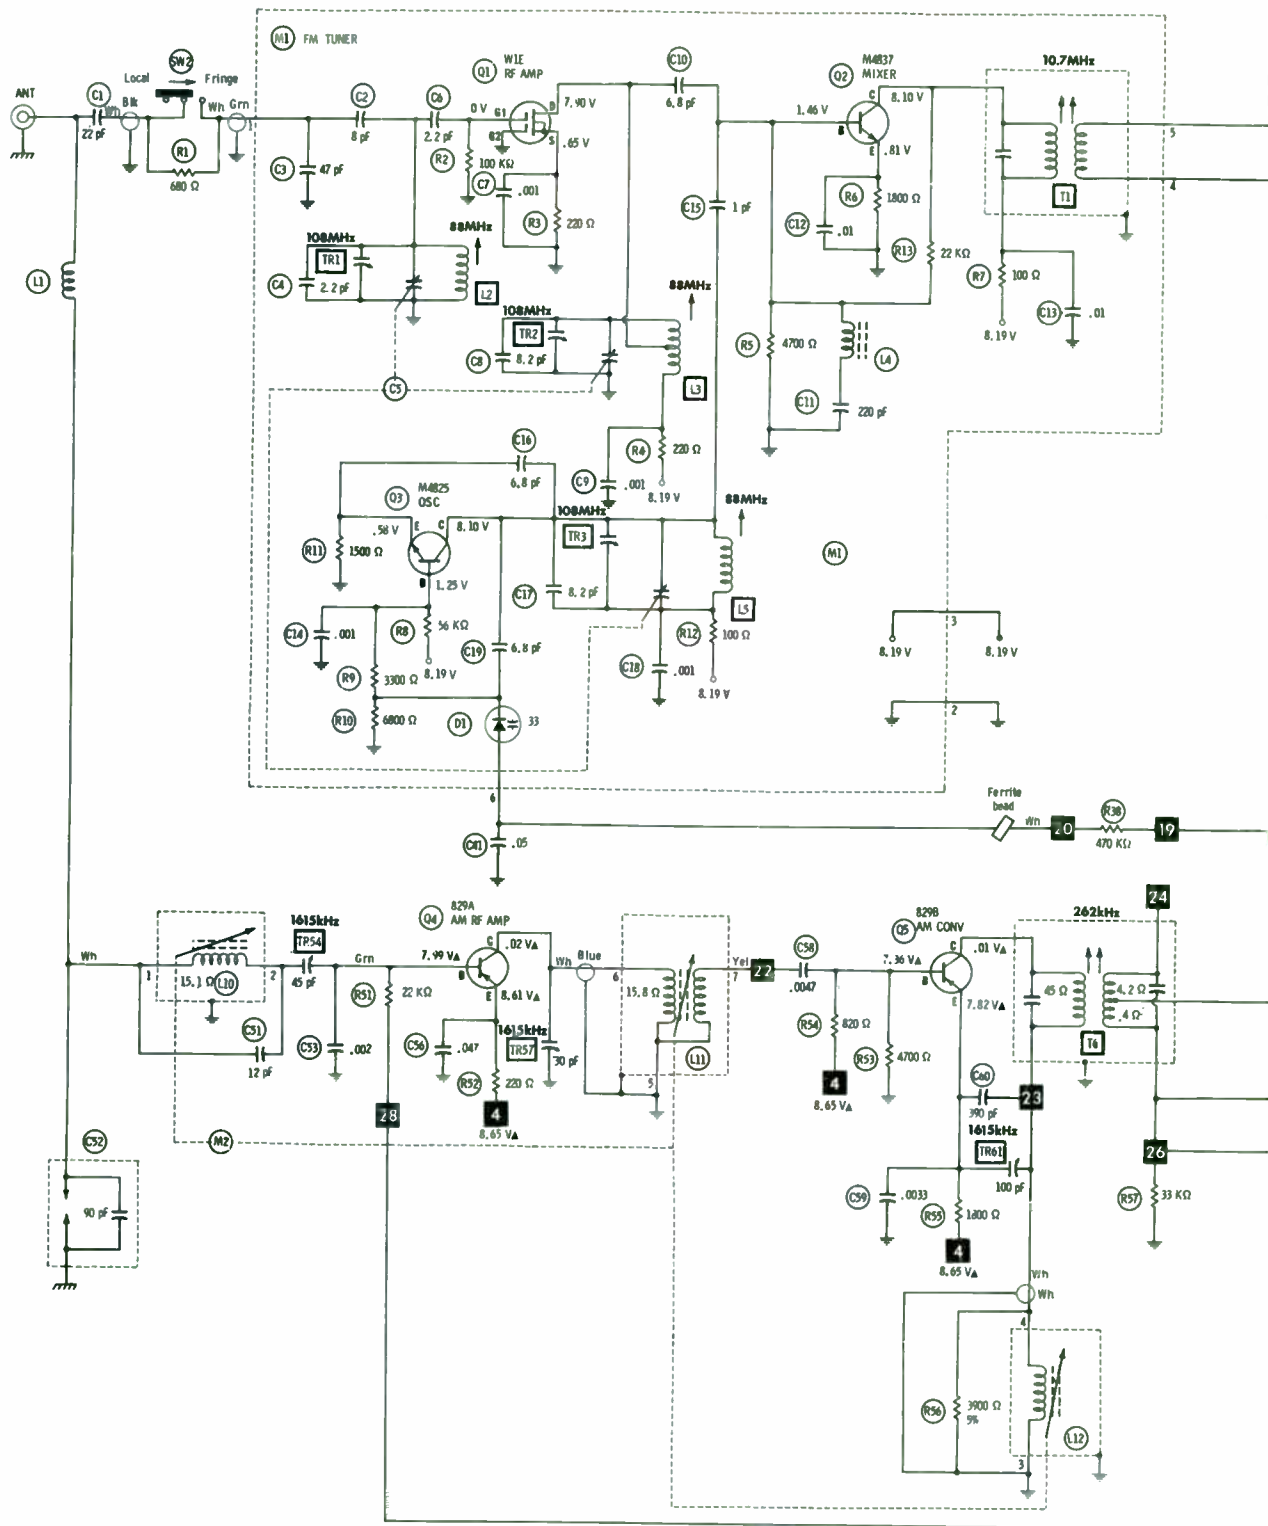 M1 FM TUNER
ANT
C1
22 pF
Wh
Blk
Local
SW2
Fringe
Wh
Grn
1
R1
680 Ω
C2
8 pF
C6
2.2 pF
C3
47 pF
Q1
W1E
RF AMP
0 V
G1
G2
D
S
7.90 V
.65 V
R2
100 KΩ
C7
.001
R3
220 Ω
C10
6.8 pF
Q2
M4837
MIXER
1.46 V
B
C
E
8.10 V
.81 V
C12
.01
R6
1800 Ω
R13
22 KΩ
10.7MHz
T1
5
4
R7
100 Ω
8.19 V
C13
.01
C15
1 pF
L1
108MHz
TR1
C4
2.2 pF
88MHz
L2
C5
108MHz
TR2
C8
8.2 pF
88MHz
L3
R5
4700 Ω
L4
C11
220 pF
R4
220 Ω
8.19 V
C9
.001
C16
6.8 pF
Q3
M4825
OSC
.58 V
E
C
8.10 V
B
1.25 V
R11
1500 Ω
108MHz
TR3
C17
8.2 pF
88MHz
L5
M1
C14
.001
R8
56 KΩ
8.19 V
R9
3300 Ω
R10
6800 Ω
C19
6.8 pF
D1
33
C18
.001
R12
100 Ω
8.19 V
3
8.19 V
8.19 V
2
6
C81
.05
Ferrite
bead
Wh
20
R38
470 KΩ
19
Wh
1
15.1 Ω
L10
2
C51
12 pF
1615kHz
TR54
45 pF
C53
.002
Grn
R51
22 KΩ
28
M2
Q4
829A
AM RF AMP
7.99 V▲
B
C
.02 V▲
E
8.61 V▲
C56
.047
R52
220 Ω
4
8.65 V▲
1615kHz
TR57
30 pF
Wh
Blue
6
15.8 Ω
5
L11
Yel
7
22
C58
.0047
R54
820 Ω
4
8.65 V▲
R53
4700 Ω
Q5
829B
AM CONV
7.36 V▲
B
C
.01 V▲
E
7.82 V▲
262kHz
24
45 Ω
4.2 Ω
.4 Ω
T6
C60
390 pF
23
1615kHz
TR61
100 pF
26
R57
33 KΩ
C59
.0033
R55
1800 Ω
4
8.65 V▲
C52
90 pF
Wh
Wh
4
R56
3900 Ω
5%
L12
3